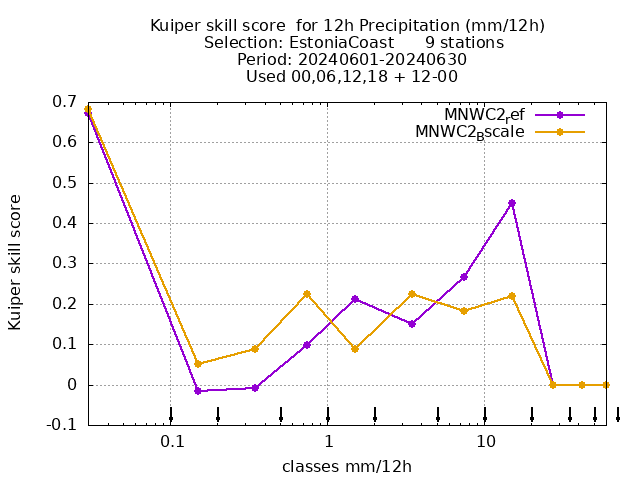 Kuiper skill score  for 12h Precipitation (mm/12h)
Selection: EstoniaCoast      9 stations
Period: 20240601-20240630
Used 00,06,12,18 + 12-00
MNWC2ref
MNWC2Bscale
Kuiper skill score
0.7
0.6
0.5
0.4
0.3
0.2
0.1
0
-0.1
0.1 1 10
classes mm/12h